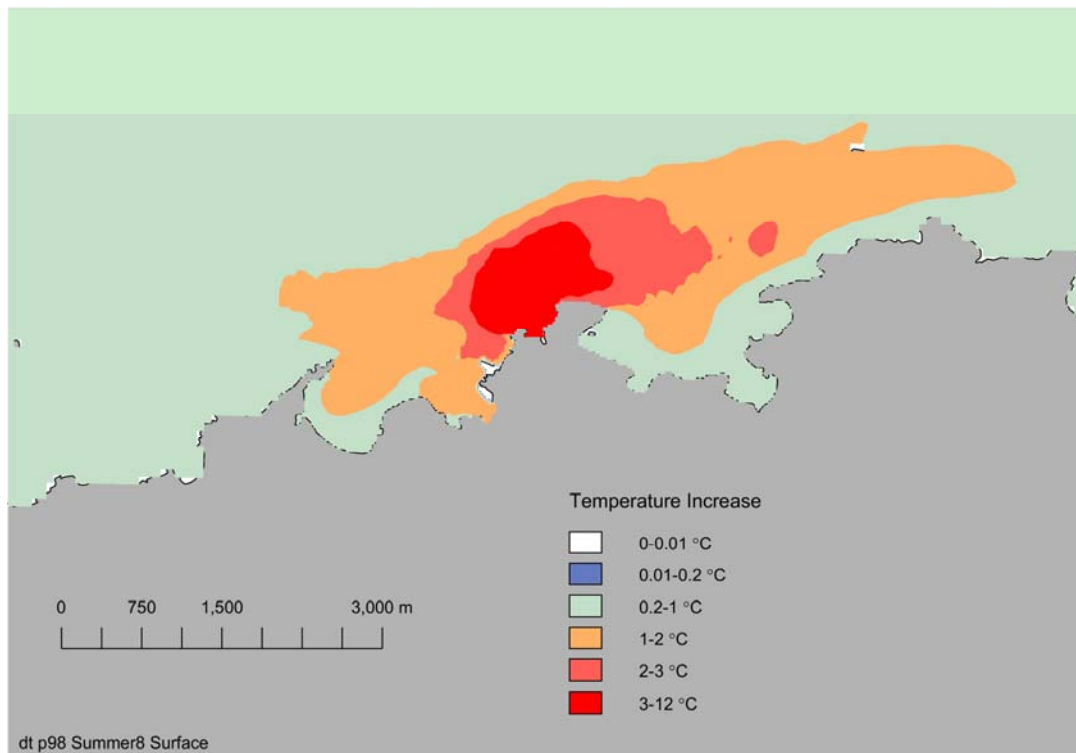 Temperature Increase
0-0.01 °C
0.01-0.2 °C
0.2-1 °C
1-2 °C
2-3 °C
3-12 °C
0 750 1,500 3,000 m
dt p98 Summer8 Surface